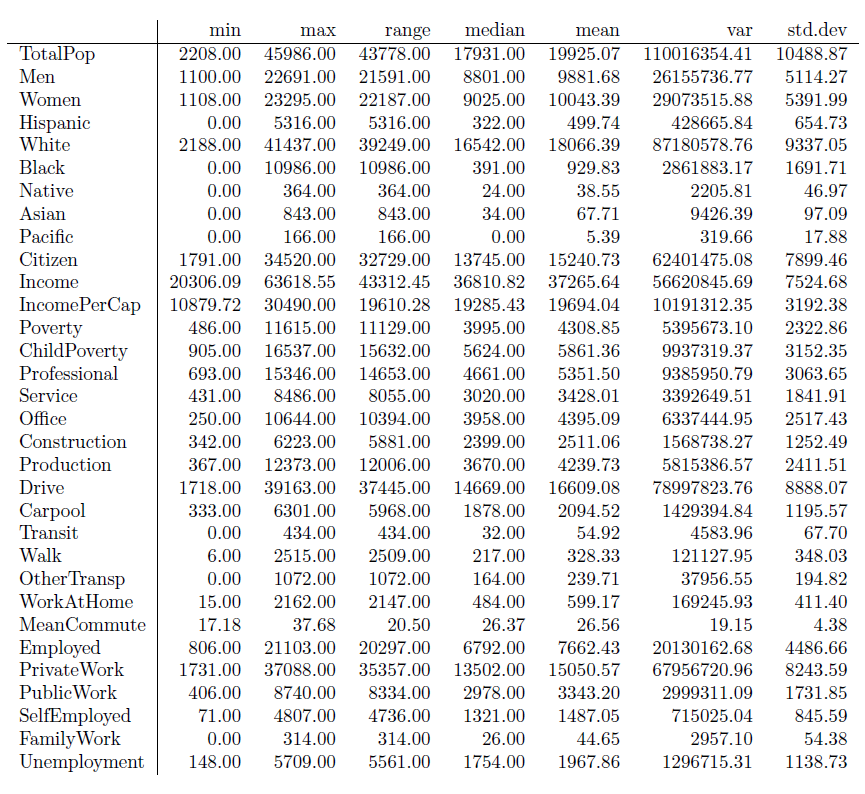 min max range median mean var std.dev
TotalPop 2208.00 45986.00 43778.00 17931.00 19925.07 110016354.41 10488.87
Men 1100.00 22691.00 21591.00 8801.00 9881.68 26155736.77 5114.27
Women 1108.00 23295.00 22187.00 9025.00 10043.39 29073515.88 5391.99
Hispanic 0.00 5316.00 5316.00 322.00 499.74 428665.84 654.73
White 2188.00 41437.00 39249.00 16542.00 18066.39 87180578.76 9337.05
Black 0.00 10986.00 10986.00 391.00 929.83 2861883.17 1691.71
Native 0.00 364.00 364.00 24.00 38.55 2205.81 46.97
Asian 0.00 843.00 843.00 34.00 67.71 9426.39 97.09
Pacific 0.00 166.00 166.00 0.00 5.39 319.66 17.88
Citizen 1791.00 34520.00 32729.00 13745.00 15240.73 62401475.08 7899.46
Income 20306.09 63618.55 43312.45 36810.82 37265.64 56620845.69 7524.68
IncomePerCap 10879.72 30490.00 19610.28 19285.43 19694.04 10191312.35 3192.38
Poverty 486.00 11615.00 11129.00 3995.00 4308.85 5395673.10 2322.86
ChildPoverty 905.00 16537.00 15632.00 5624.00 5861.36 9937319.37 3152.35
Professional 693.00 15346.00 14653.00 4661.00 5351.50 9385950.79 3063.65
Service 431.00 8486.00 8055.00 3020.00 3428.01 3392649.51 1841.91
Office 250.00 10644.00 10394.00 3958.00 4395.09 6337444.95 2517.43
Construction 342.00 6223.00 5881.00 2399.00 2511.06 1568738.27 1252.49
Production 367.00 12373.00 12006.00 3670.00 4239.73 5815386.57 2411.51
Drive 1718.00 39163.00 37445.00 14669.00 16609.08 78997823.76 8888.07
Carpool 333.00 6301.00 5968.00 1878.00 2094.52 1429394.84 1195.57
Transit 0.00 434.00 434.00 32.00 54.92 4583.96 67.70
Walk 6.00 2515.00 2509.00 217.00 328.33 121127.95 348.03
OtherTransp 0.00 1072.00 1072.00 164.00 239.71 37956.55 194.82
WorkAtHome 15.00 2162.00 2147.00 484.00 599.17 169245.93 411.40
MeanCommute 17.18 37.68 20.50 26.37 26.56 19.15 4.38
Employed 806.00 21103.00 20297.00 6792.00 7662.43 20130162.68 4486.66
PrivateWork 1731.00 37088.00 35357.00 13502.00 15050.57 67956720.96 8243.59
PublicWork 406.00 8740.00 8334.00 2978.00 3343.20 2999311.09 1731.85
SelfEmployed 71.00 4807.00 4736.00 1321.00 1487.05 715025.04 845.59
FamilyWork 0.00 314.00 314.00 26.00 44.65 2957.10 54.38
Unemployment 148.00 5709.00 5561.00 1754.00 1967.86 1296715.31 1138.73